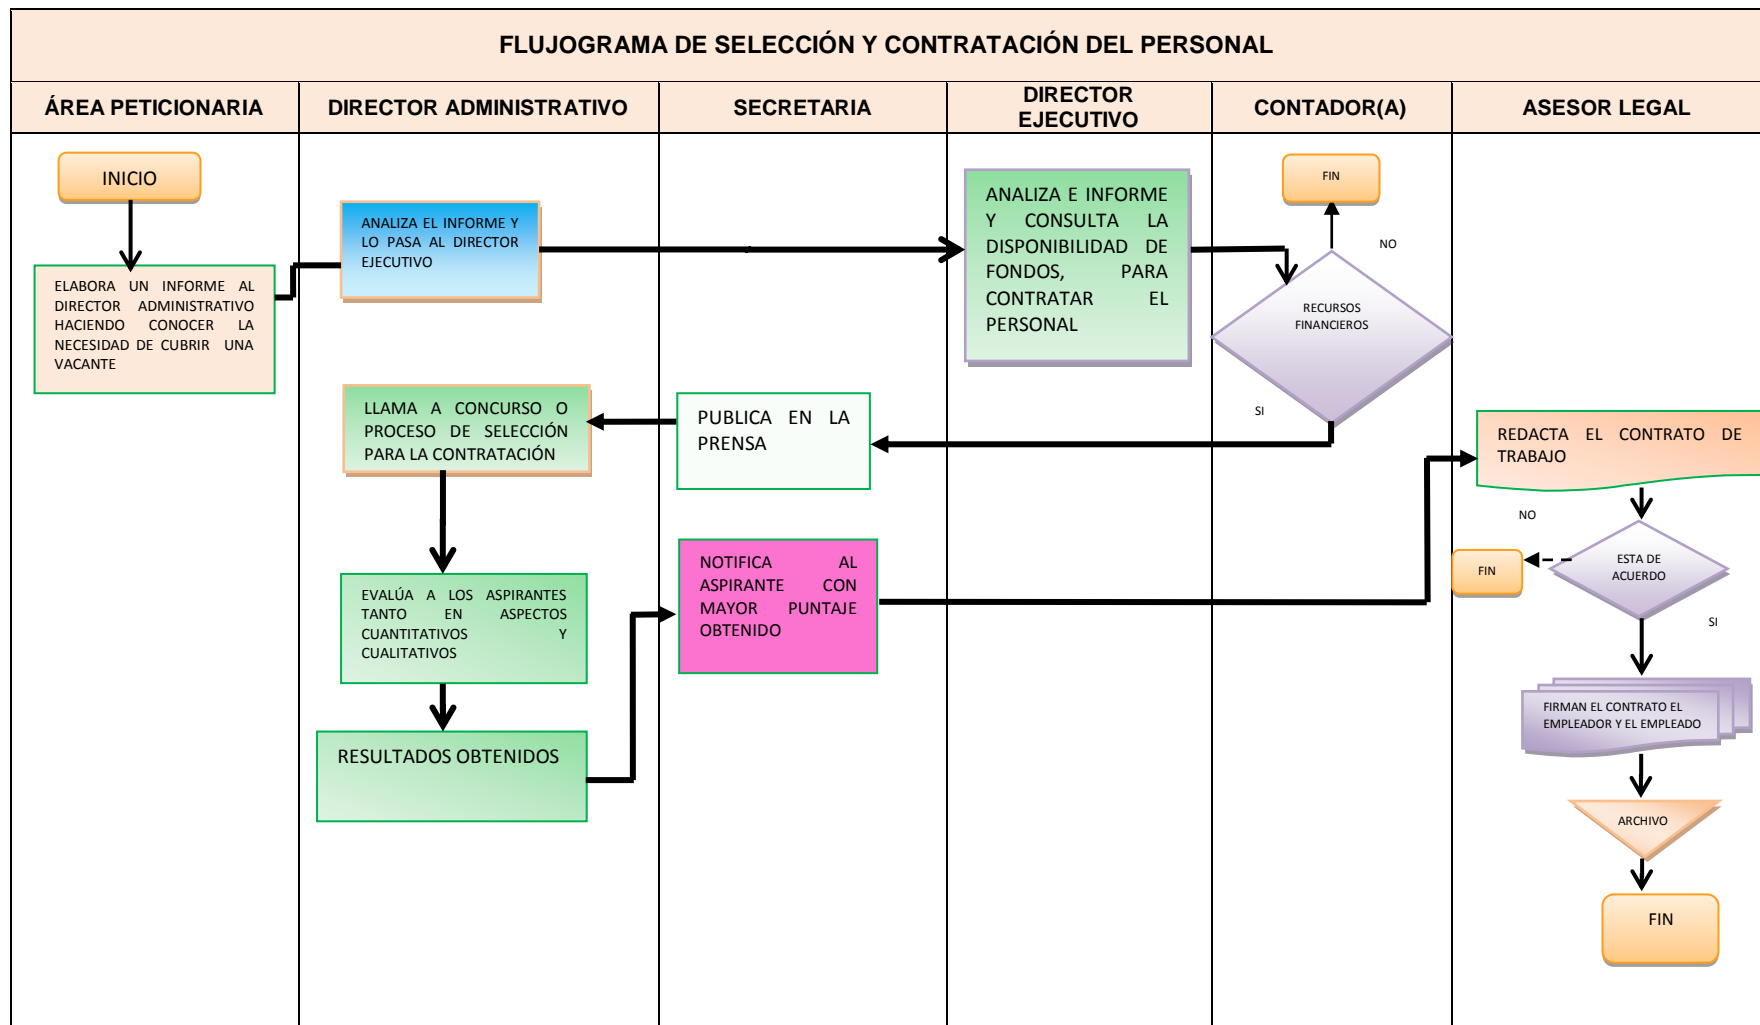 FLUJOGRAMA DE SELECCIÓN Y CONTRATACIÓN DEL PERSONAL
ÁREA PETICIONARIA
DIRECTOR ADMINISTRATIVO
SECRETARIA
DIRECTOR
EJECUTIVO
CONTADOR(A)
ASESOR LEGAL
INICIO
ELABORA UN INFORME AL
DIRECTOR ADMINISTRATIVO
HACIENDO CONOCER LA
NECESIDAD DE CUBRIR UNA
VACANTE
ANALIZA EL INFORME Y
LO PASA AL DIRECTOR
EJECUTIVO
ANALIZA E INFORME
Y CONSULTA LA
DISPONIBILIDAD DE
FONDOS, PARA
CONTRATAR EL
PERSONAL
FIN
NO
RECURSOS
FINANCIEROS
SI
PUBLICA EN LA
PRENSA
LLAMA A CONCURSO O
PROCESO DE SELECCIÓN
PARA LA CONTRATACIÓN
EVALÚA A LOS ASPIRANTES
TANTO EN ASPECTOS
CUANTITATIVOS Y
CUALITATIVOS
RESULTADOS OBTENIDOS
NOTIFICA AL
ASPIRANTE CON
MAYOR PUNTAJE
OBTENIDO
REDACTA EL CONTRATO DE
TRABAJO
NO
FIN
ESTA DE
ACUERDO
SI
FIRMAN EL CONTRATO EL
EMPLEADOR Y EL EMPLEADO
ARCHIVO
FIN